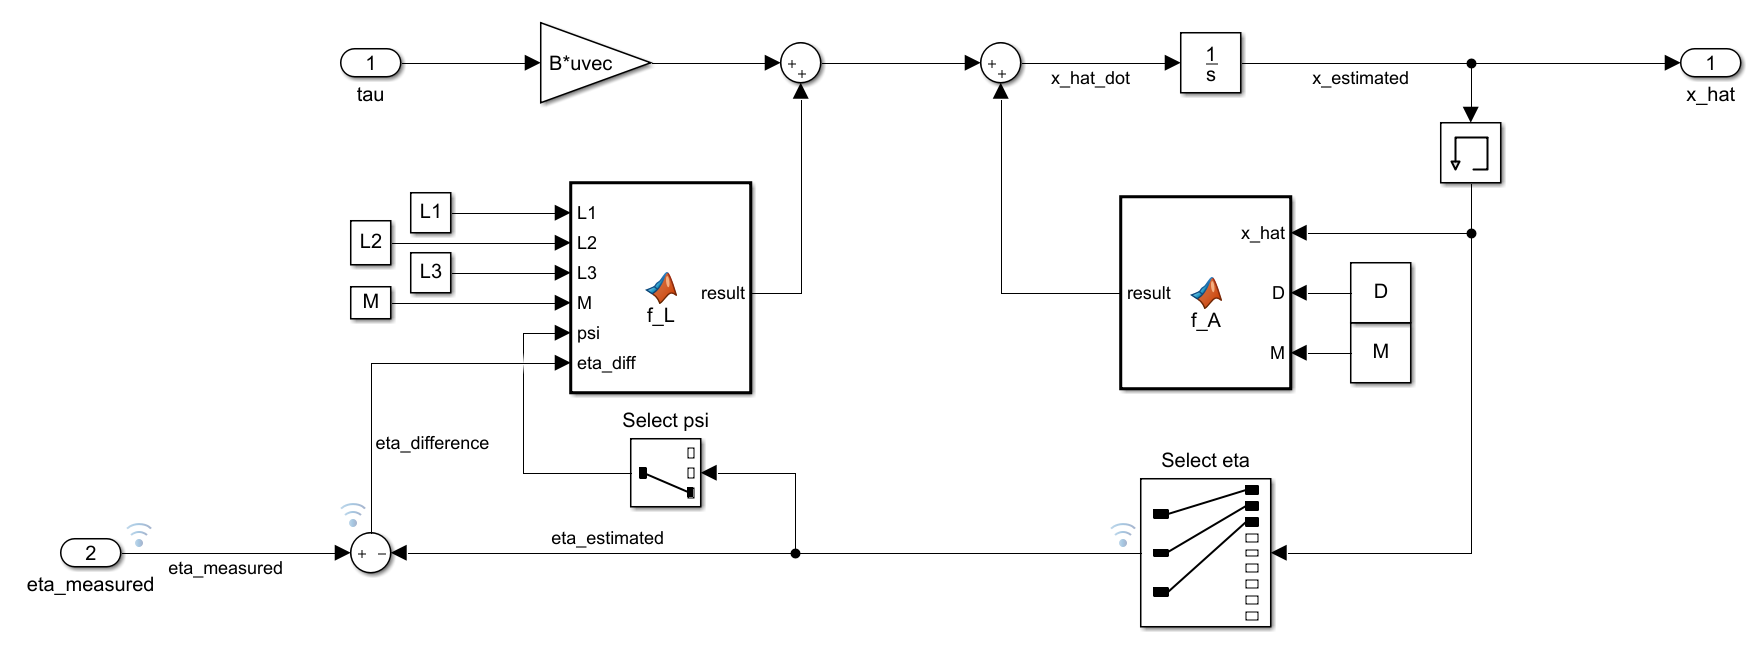 1
tau
B*uvec
+
+
+
+
x_hat_dot
1
s
x_estimated
1
x_hat
L1
L2
L3
M
L1
L2
L3
M
psi
eta_diff
f_L
result
result
f_A
x_hat
D
M
D
M
Select psi
eta_difference
Select eta
2
eta_measured
eta_measured
+ −
eta_estimated